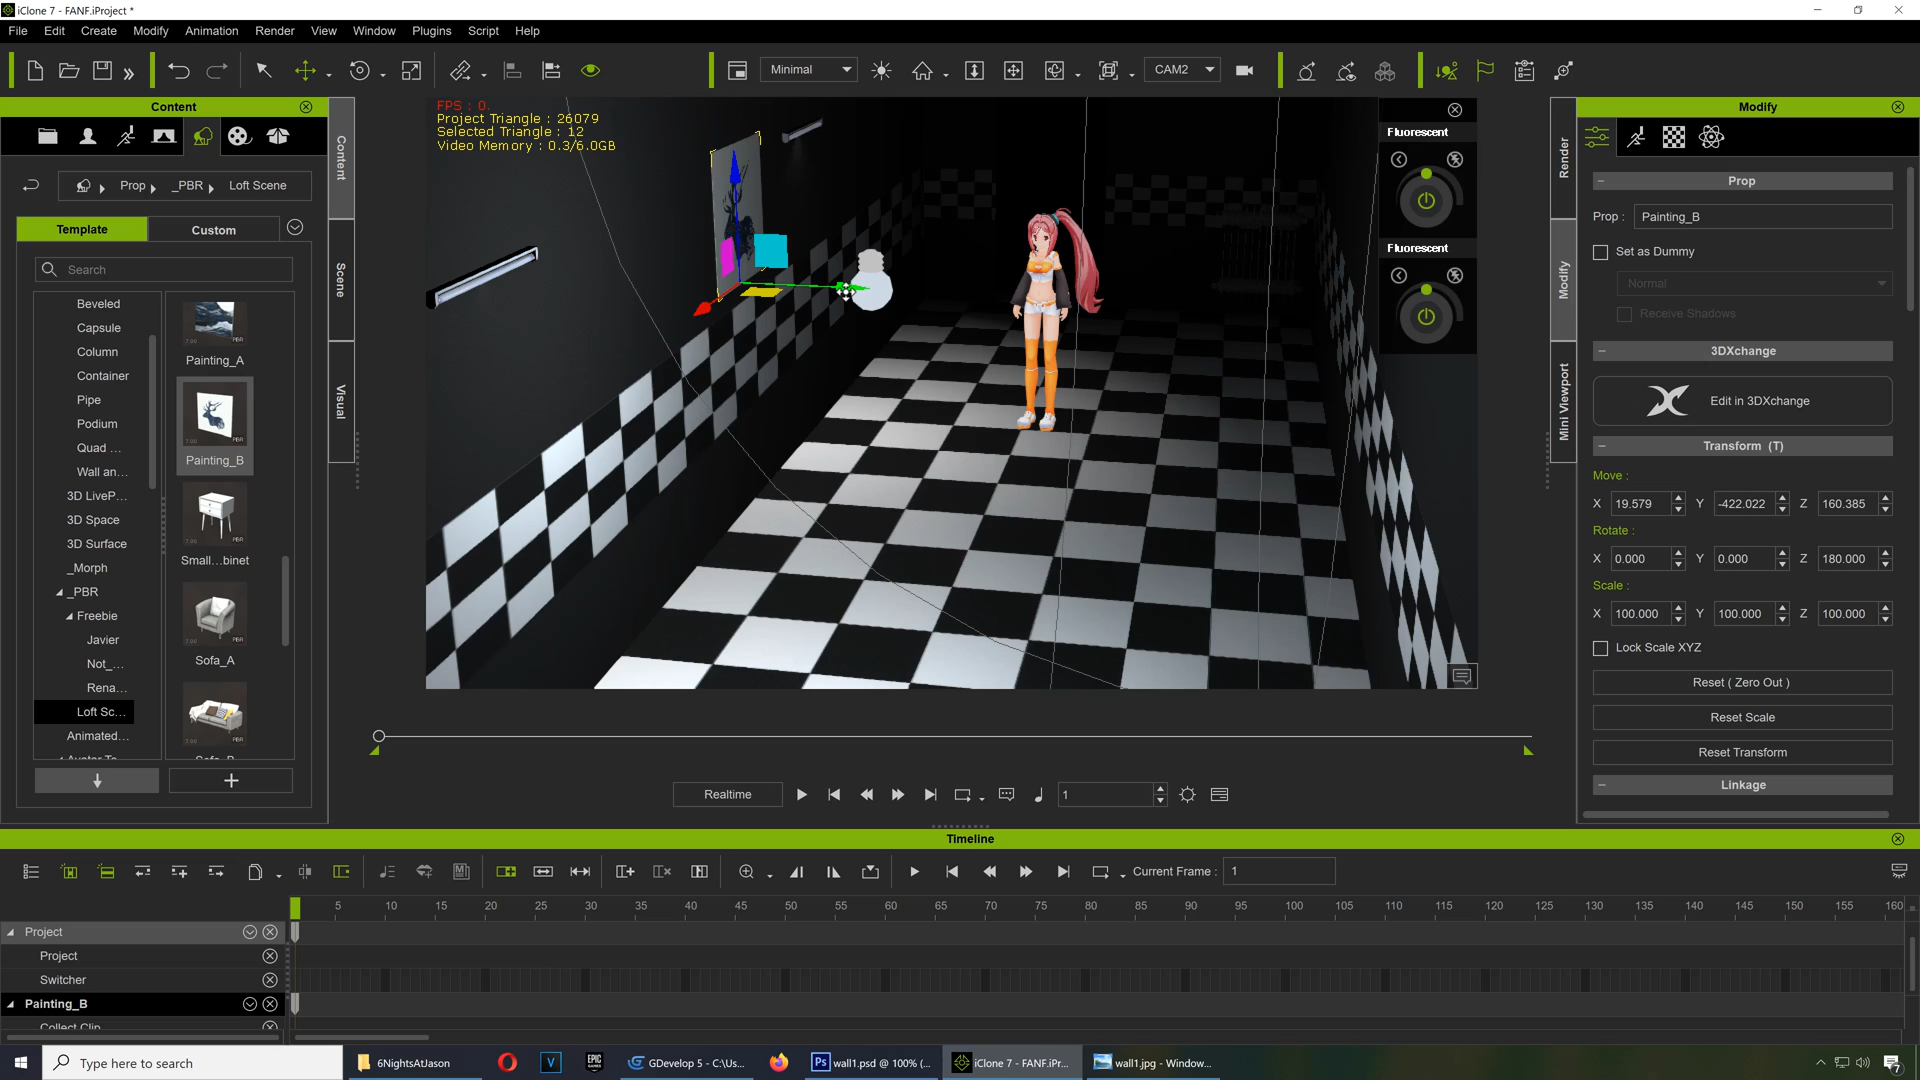 iClone 7 - FANF.iProject *
File Edit Create Modify Animation Render View Window Plugins Script Help
Minimal
CAM2
Content
Prop
_PBR
Loft Scene
Template
Custom
Search
Beveled
Capsule
Column
Container
Pipe
Podium
Quad ...
Wall an...
3D LiveP...
3D Space
3D Surface
_Morph
_PBR
Freebie
Javier
Not_...
Rena...
Loft Sc...
Animated...
Painting_A
Painting_B
Small...binet
Sofa_A
7.00 PBR
Content
Scene
Visual
FPS : 0.
Project Triangle : 26079
Selected Triangle : 12
Video Memory : 0.3/6.0GB
Fluorescent
Fluorescent
Render
Modify
Mini Viewport
Modify
Prop
Prop : Painting_B
Set as Dummy
Normal
Receive Shadows
3DXchange
Edit in 3DXchange
Transform (T)
Move :
X 19.579 Y -422.022 Z 160.385
Rotate :
X 0.000 Y 0.000 Z 180.000
Scale :
X 100.000 Y 100.000 Z 100.000
Lock Scale XYZ
Reset ( Zero Out )
Reset Scale
Reset Transform
Linkage
Realtime
1
Timeline
Current Frame : 1
5 10 15 20 25 30 35 40 45 50 55 60 65 70 75 80 85 90 95 100 105 110 115 120 125 130 135 140 145 150 155 160
Project
Project
Switcher
Painting_B
Collect Clip
Type here to search
6NightsAtJason
V
EPIC GAMES
GDevelop 5 - C:\Us...
Ps wall1.psd @ 100% (...
iClone 7 - FANF.iPr...
wall1.jpg - Window...
7